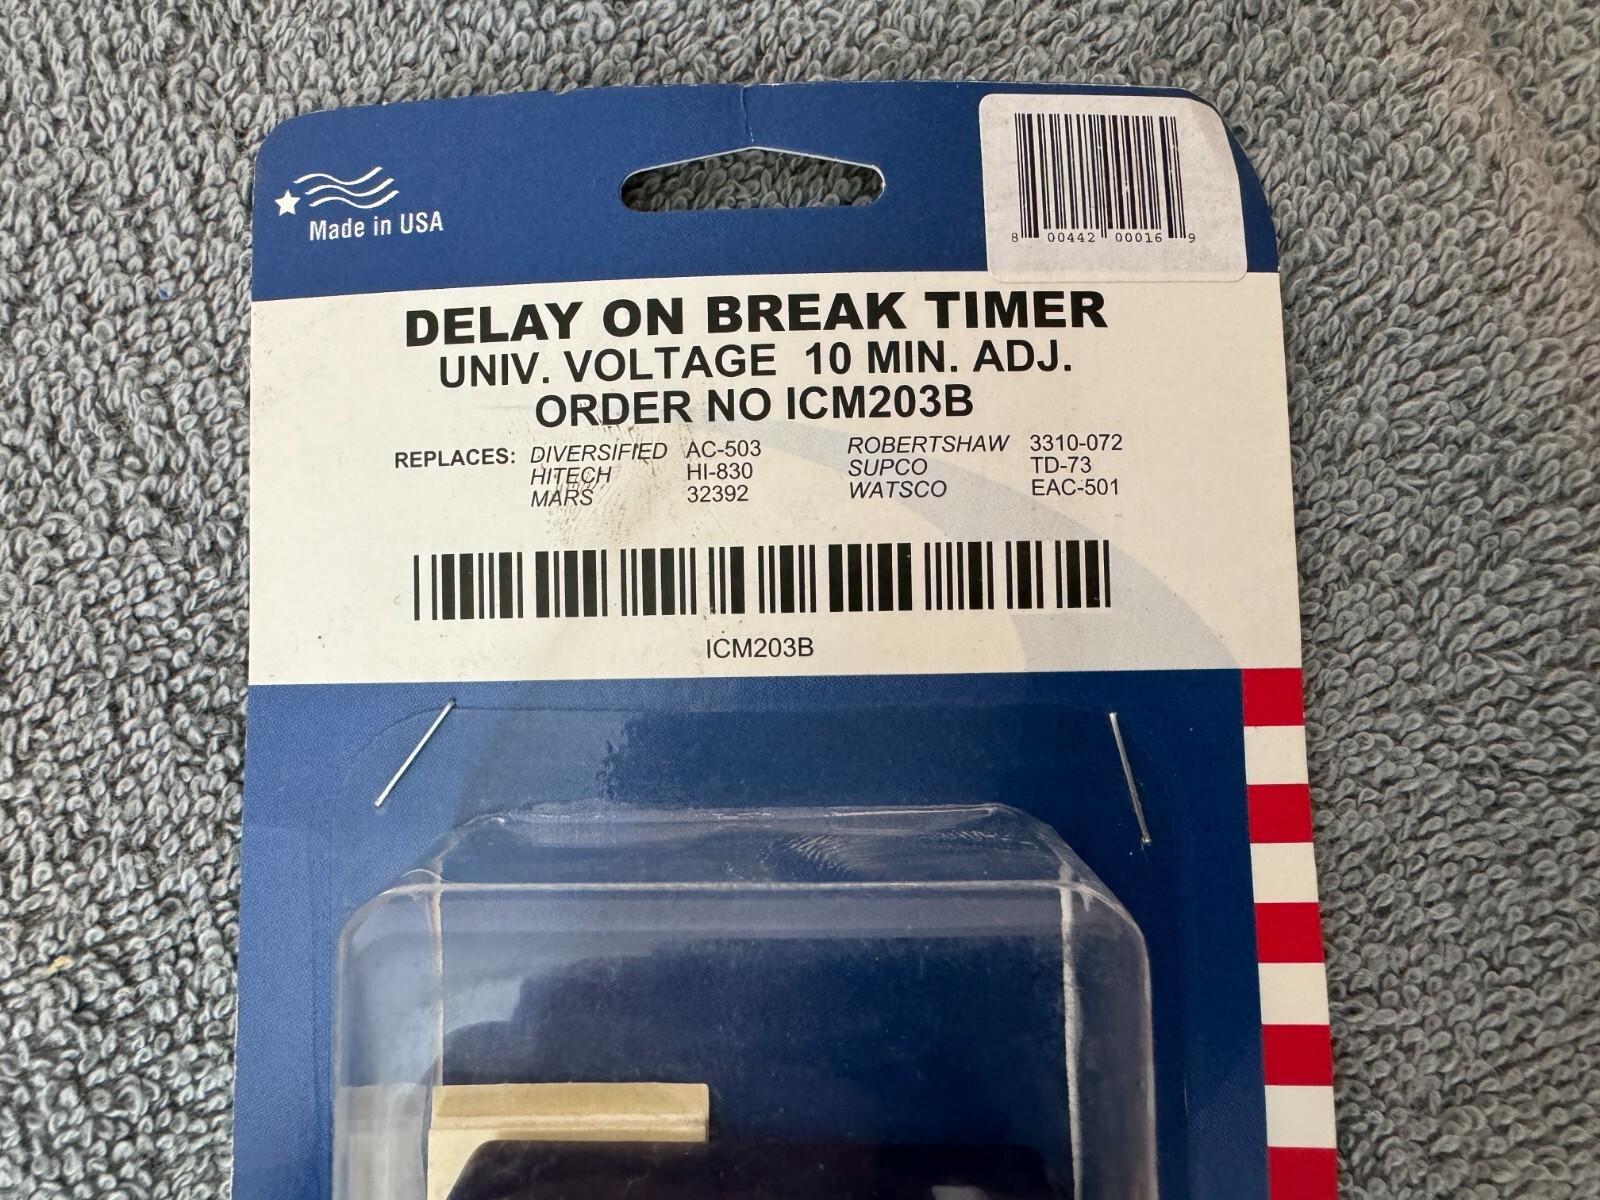 Made in USA
8 00442 00016 9
DELAY ON BREAK TIMER
UNIV. VOLTAGE 10 MIN. ADJ.
ORDER NO ICM203B
REPLACES: DIVERSIFIED AC-503 ROBERTSHAW 3310-072
HITECH HI-830 SUPCO TD-73
MARS 32392 WATSCO EAC-501
ICM203B